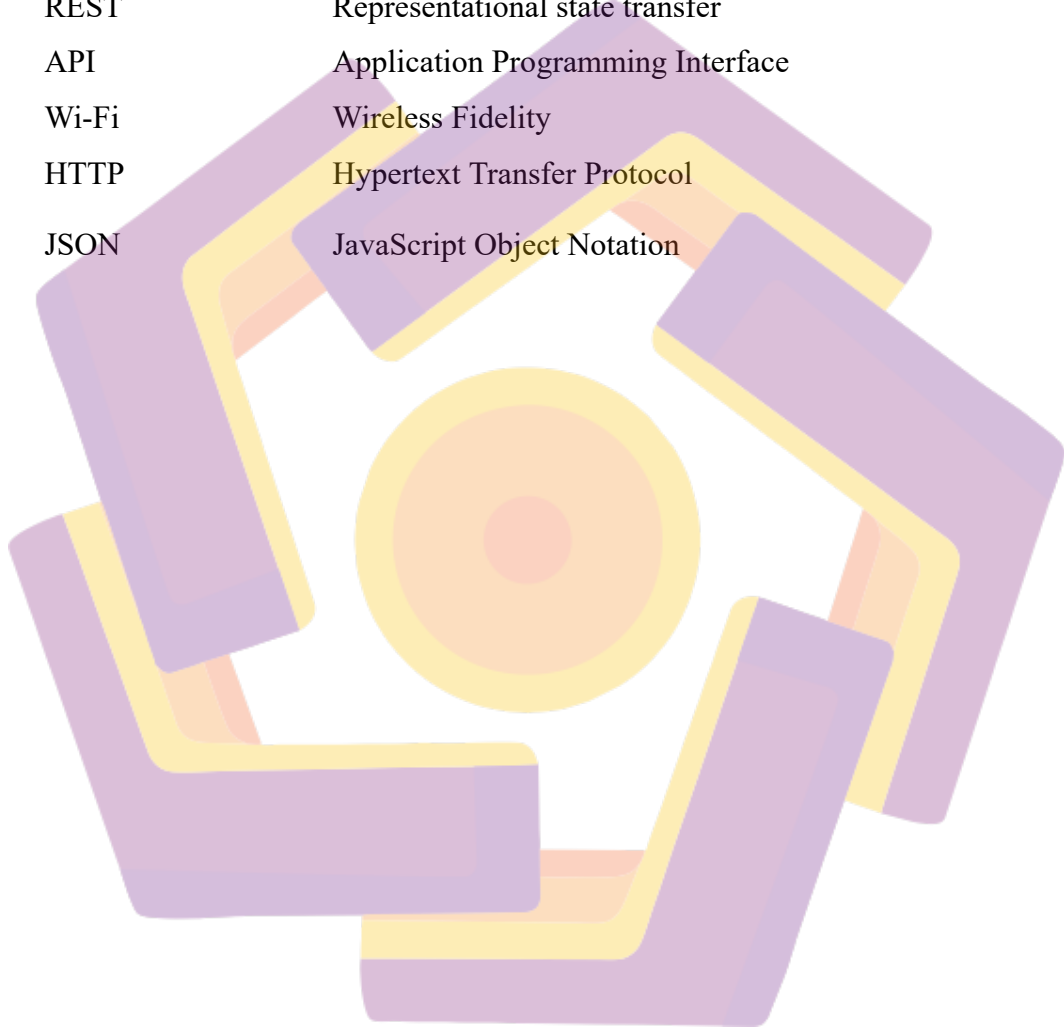 REST Representational state transfer
API Application Programming Interface
Wi-Fi Wireless Fidelity
HTTP Hypertext Transfer Protocol
JSON JavaScript Object Notation